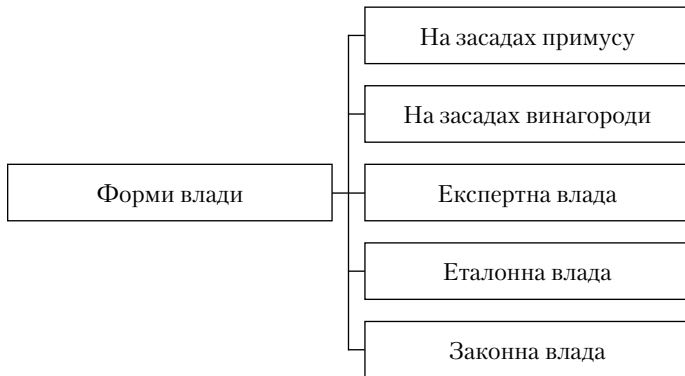 На засадах примусу
На засадах винагороди
Форми влади
Експертна влада
Еталонна влада
Законна влада